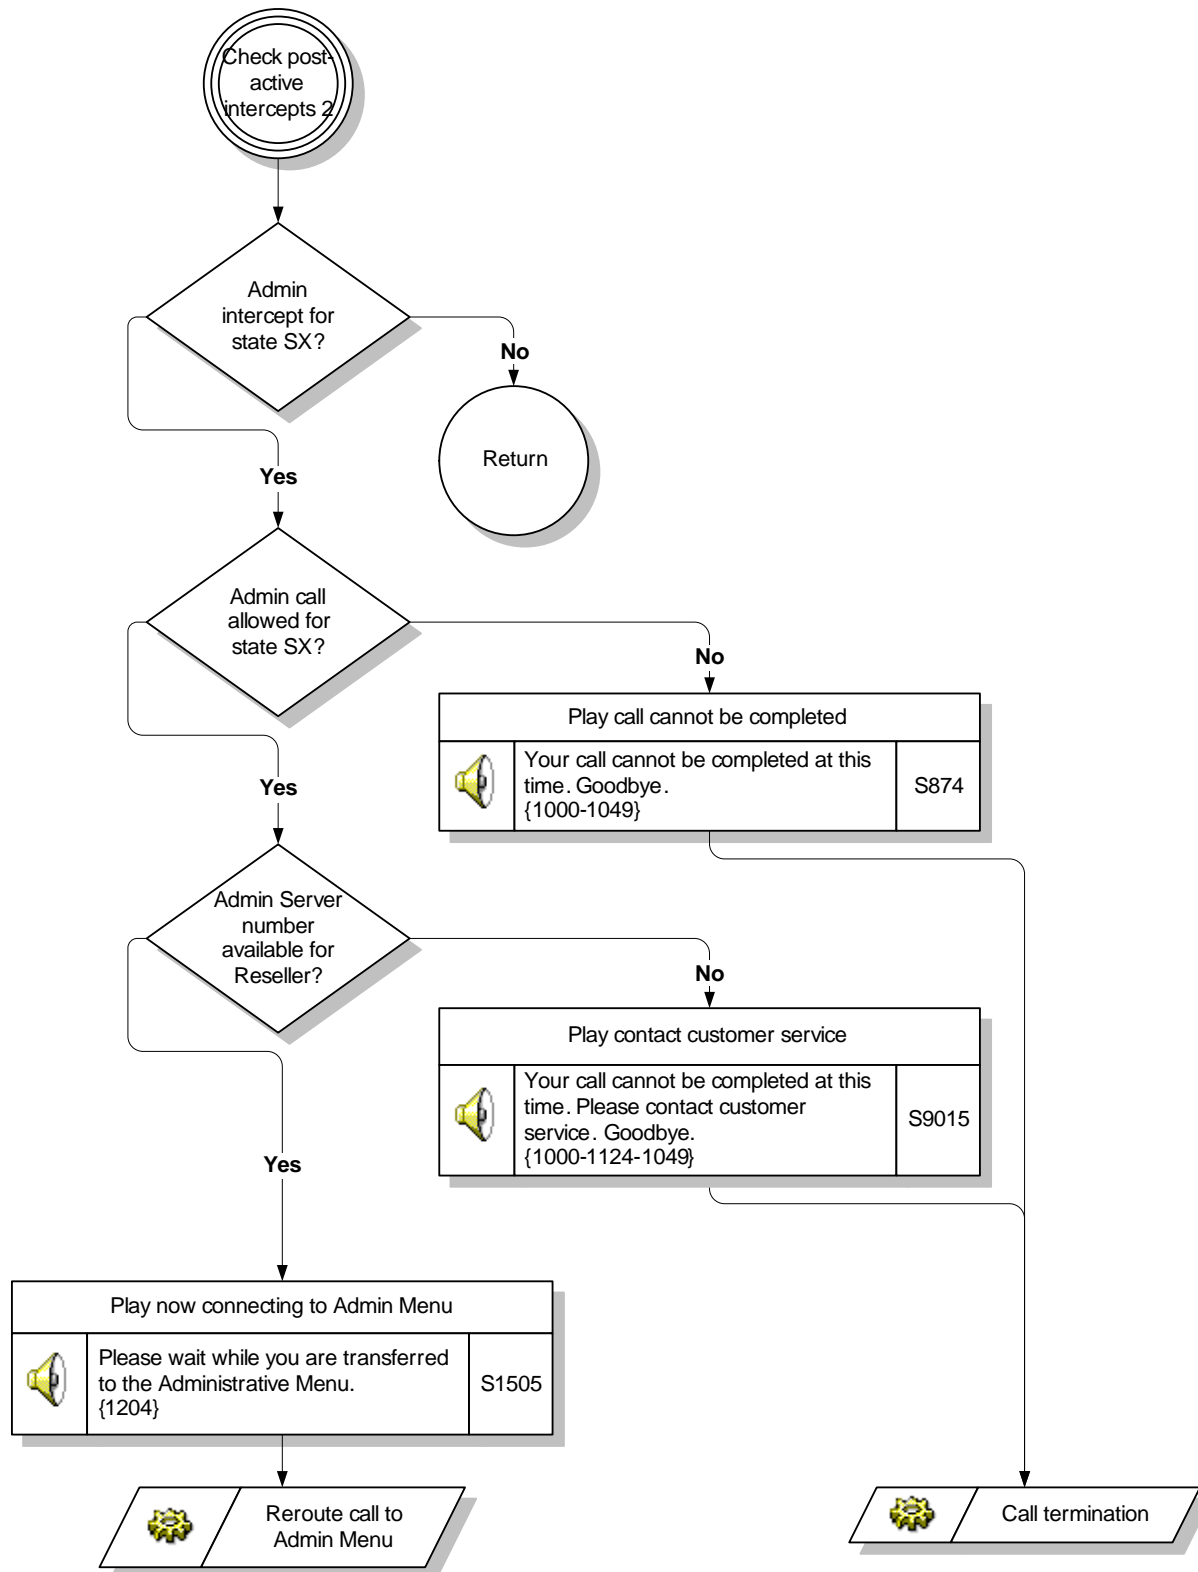 Check post-
active
intercepts 2
Admin
intercept for
state SX?
No
Return
Yes
Admin call
allowed for
state SX?
No
Play call cannot be completed
Your call cannot be completed at this
time. Goodbye.
{1000-1049}
S874
Yes
Admin Server
number
available for
Reseller?
No
Play contact customer service
Your call cannot be completed at this
time. Please contact customer
service. Goodbye.
{1000-1124-1049}
S9015
Yes
Play now connecting to Admin Menu
Please wait while you are transferred
to the Administrative Menu.
{1204}
S1505
Reroute call to
Admin Menu
Call termination